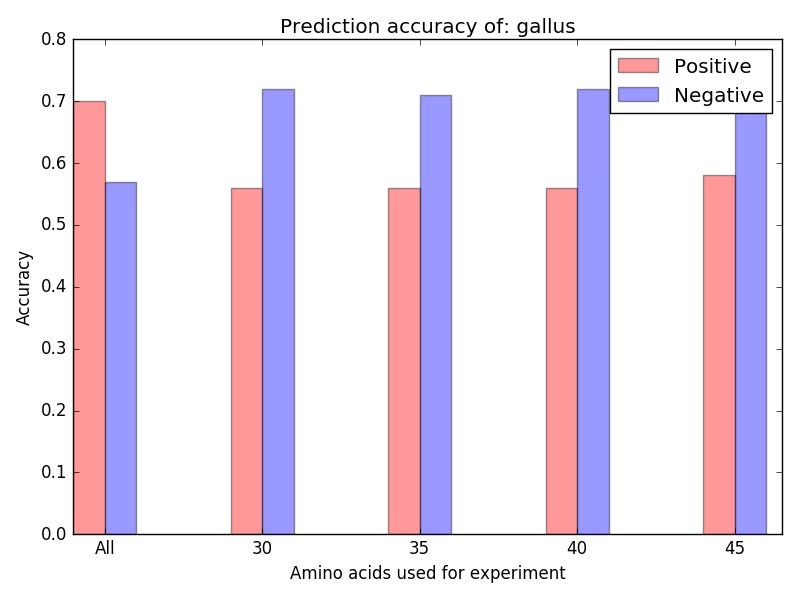 Prediction accuracy of: gallus
Positive
Negative
Accuracy
0.8
0.7
0.6
0.5
0.4
0.3
0.2
0.1
0.0
All 30 35 40 45
Amino acids used for experiment